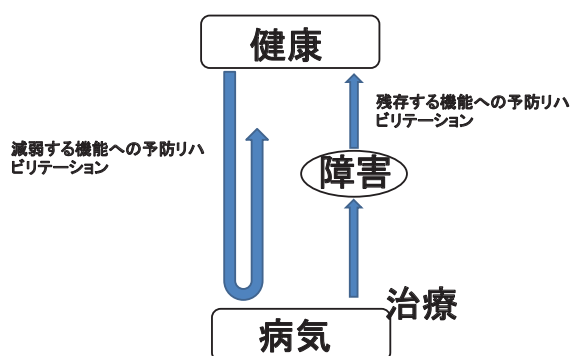 健康
残存する機能への予防リハ
ビリテーション
減弱する機能への予防リハ
ビリテーション
障害
治療
病気